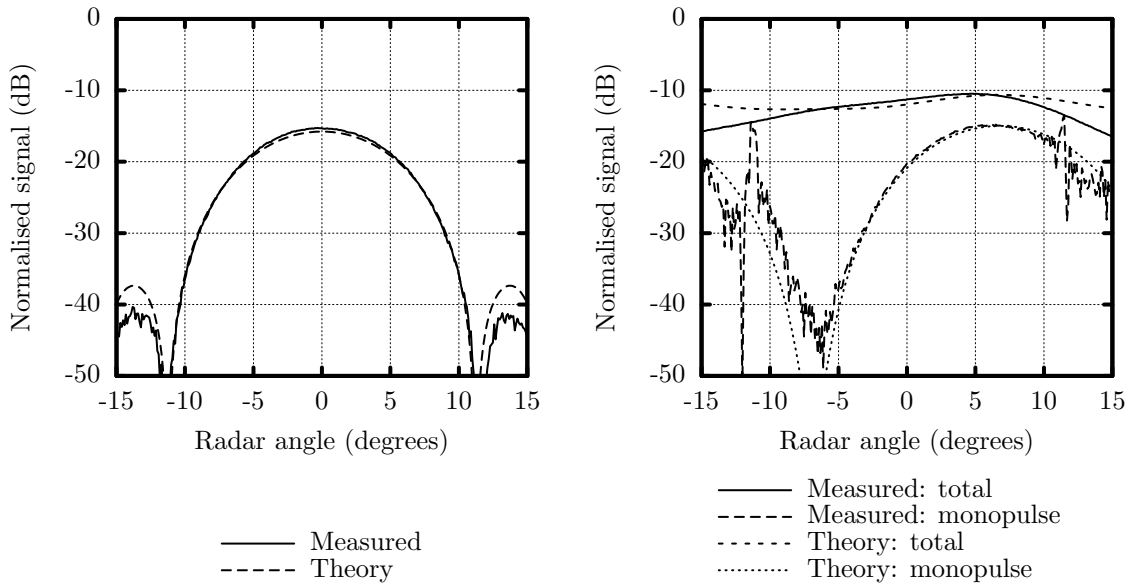 0
-10
-20
-30
-40
-50
-15 -10 -5 0 5 10 15
Normalised signal (dB)
Radar angle (degrees)
Measured
Theory
0
-10
-20
-30
-40
-50
-15 -10 -5 0 5 10 15
Normalised signal (dB)
Radar angle (degrees)
Measured: total
Measured: monopulse
Theory: total
Theory: monopulse